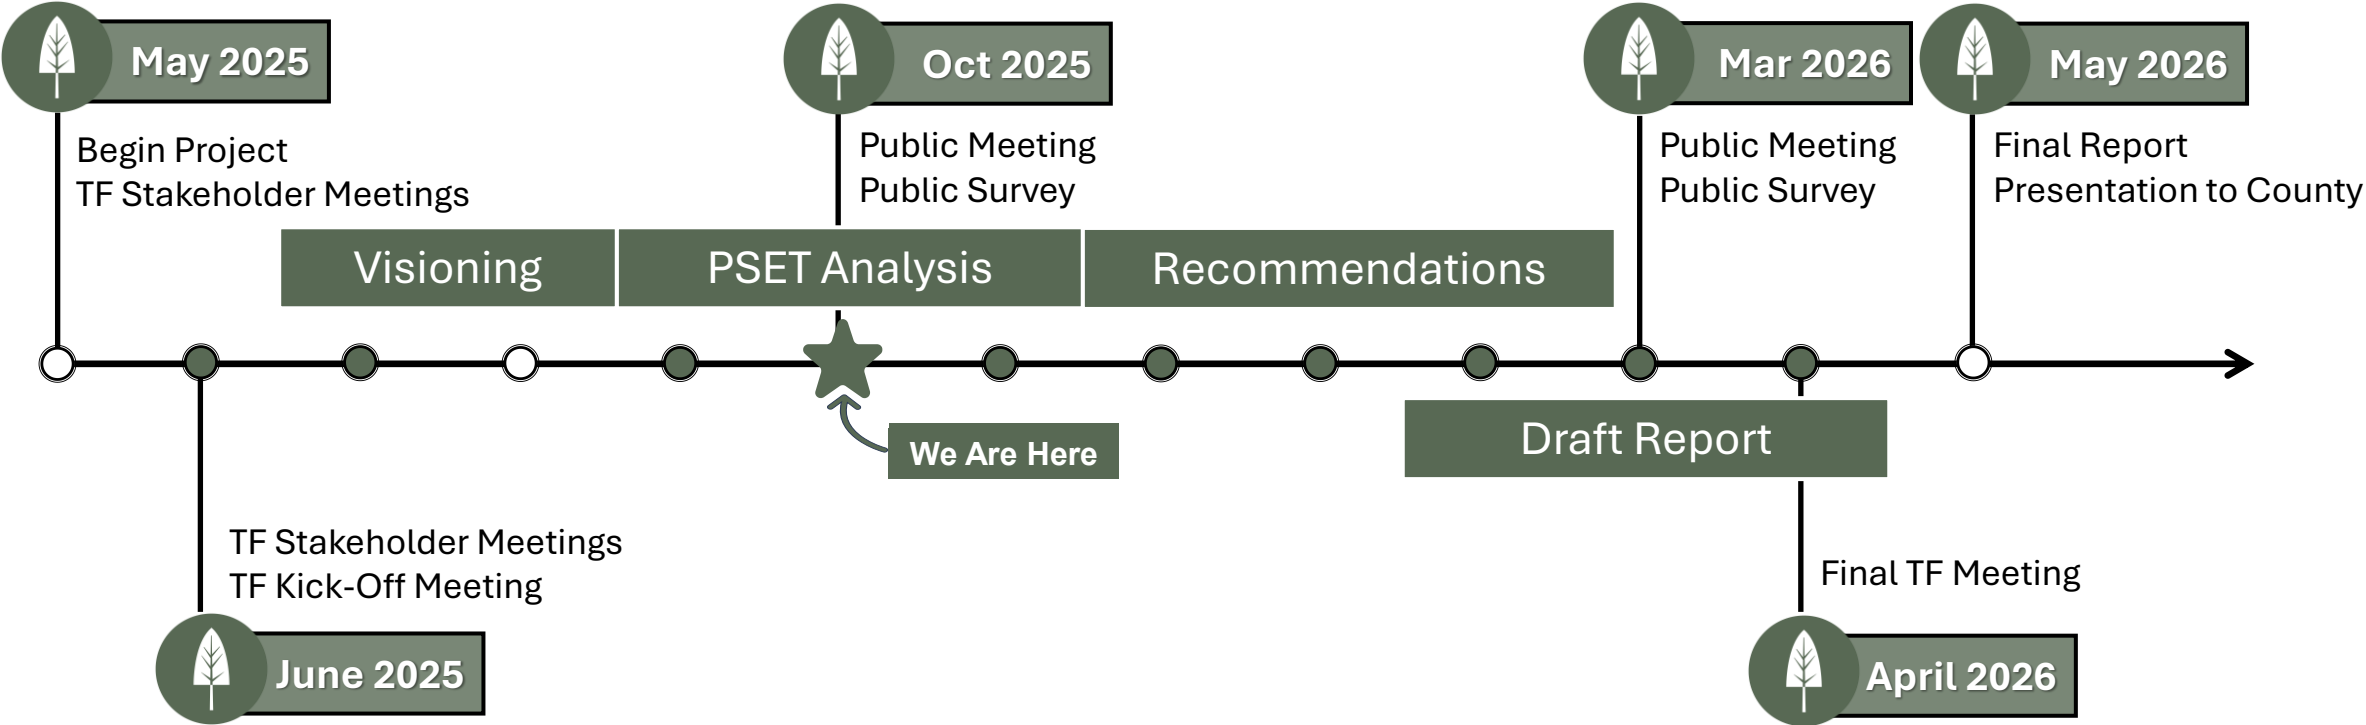 May 2025
Oct 2025
Mar 2026
May 2026
Begin Project
TF Stakeholder Meetings
Public Meeting
Public Survey
Public Meeting
Public Survey
Final Report
Presentation to County
Visioning
PSET Analysis
Recommendations
Draft Report
We Are Here
TF Stakeholder Meetings
TF Kick-Off Meeting
Final TF Meeting
June 2025
April 2026